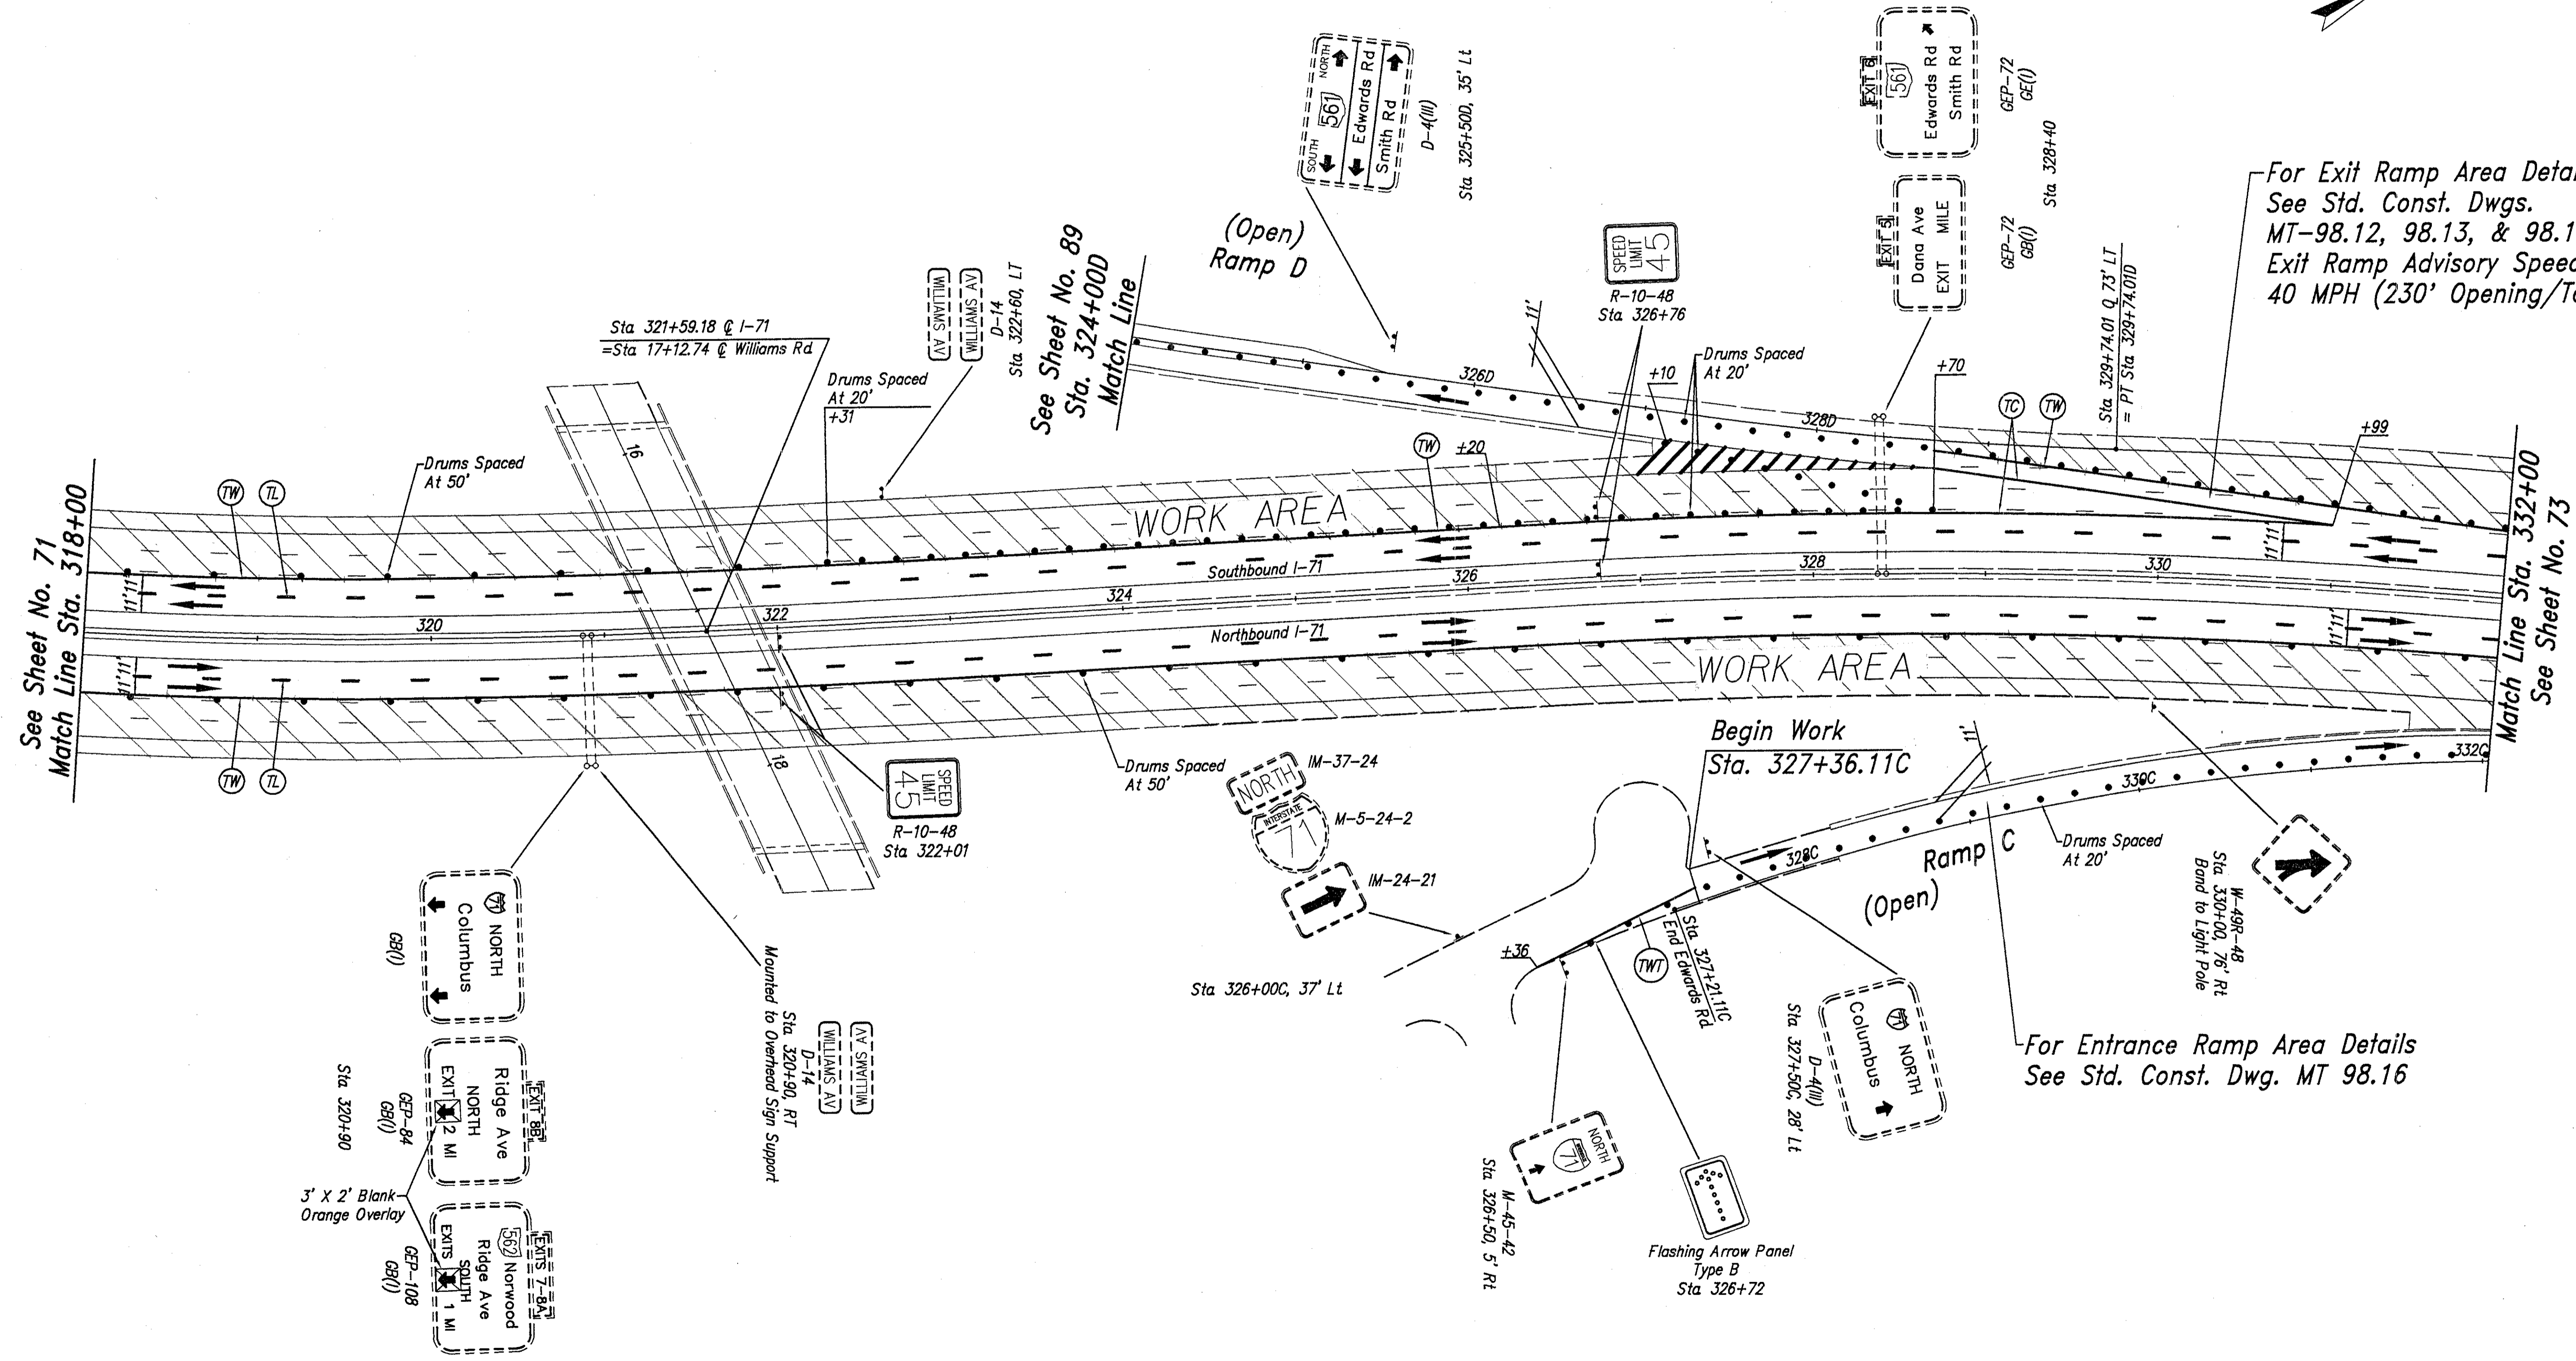 See Sheet No. 71
Match Line Sta. 318+00
11' 11'
11' 11'
TW
TL
Drums Spaced
At 50'
320
TW
TL
Sta 321+59.18 ℄ I-71
=Sta 17+12.74 ℄ Williams Rd
16
18
322
Drums Spaced
At 20'
+31
WILLIAMS AV
WILLIAMS AV
D-14
Sta 322+60, LT
See Sheet No. 89
Sta. 324+00D
Match Line
(Open)
Ramp D
SOUTH 561 NORTH
Edwards Rd
Smith Rd
D-4(III)
Sta 325+50D, 35' Lt
326D
11'
SPEED
LIMIT
45
R-10-48
Sta 326+76
+10
Drums Spaced
At 20'
328D
+70
EXIT 6
561
Edwards Rd
Smith Rd
GEP-72
GE(I)
EXIT 5
Dana Ave
EXIT MILE
GEP-72
GB(I)
Sta 328+40
TC
TW
Sta 329+74.01 Q 73' LT
= PT Sta 329+74.01D
For Exit Ramp Area
See Std. Const. Dwgs.
MT-98.12, 98.13, &
Exit Ramp Advisory
40 MPH (230'
+99
Match Line Sta. 332+00
See Sheet No. 73
WORK AREA
TW
+20
Southbound I-71
324
326
328
330
Northbound I-71
11' 11'
11' 11'
WORK AREA
Drums Spaced
At 50'
SPEED
LIMIT
45
R-10-48
Sta 322+01
71 NORTH
Columbus
GB(I)
EXIT 8B
Ridge Ave
NORTH
EXIT 2 MI
GEP-84
GB(I)
Sta 320+90
3' X 2' Blank
Orange Overlay
EXITS 7-8A
562 Norwood
Ridge Ave
SOUTH
EXITS 1 MI
GEP-108
GB(I)
WILLIAMS AV
WILLIAMS AV
D-14
Sta 320+90, RT
Mounted to Overhead Sign Support
NORTH
IM-37-24
INTERSTATE
71
M-5-24-2
IM-24-21
Sta 326+00C, 37' Lt
Begin Work
Sta. 327+36.11C
11'
328C
330C
332C
Ramp C
(Open)
Drums Spaced
At 20'
+36
TWT
Sta 327+21.11C
End Edwards Rd
NORTH
71
M-45-42
Sta 326+50, 5' Rt
Flashing Arrow Panel
Type B
Sta 326+72
71 NORTH
Columbus
D-4(III)
Sta 327+50C, 28' Lt
For Entrance Ramp Area Details
See Std. Const. Dwg. MT 98.16
W-49R-48
Sta 330+00, 76' Rt
Band to Light Pole